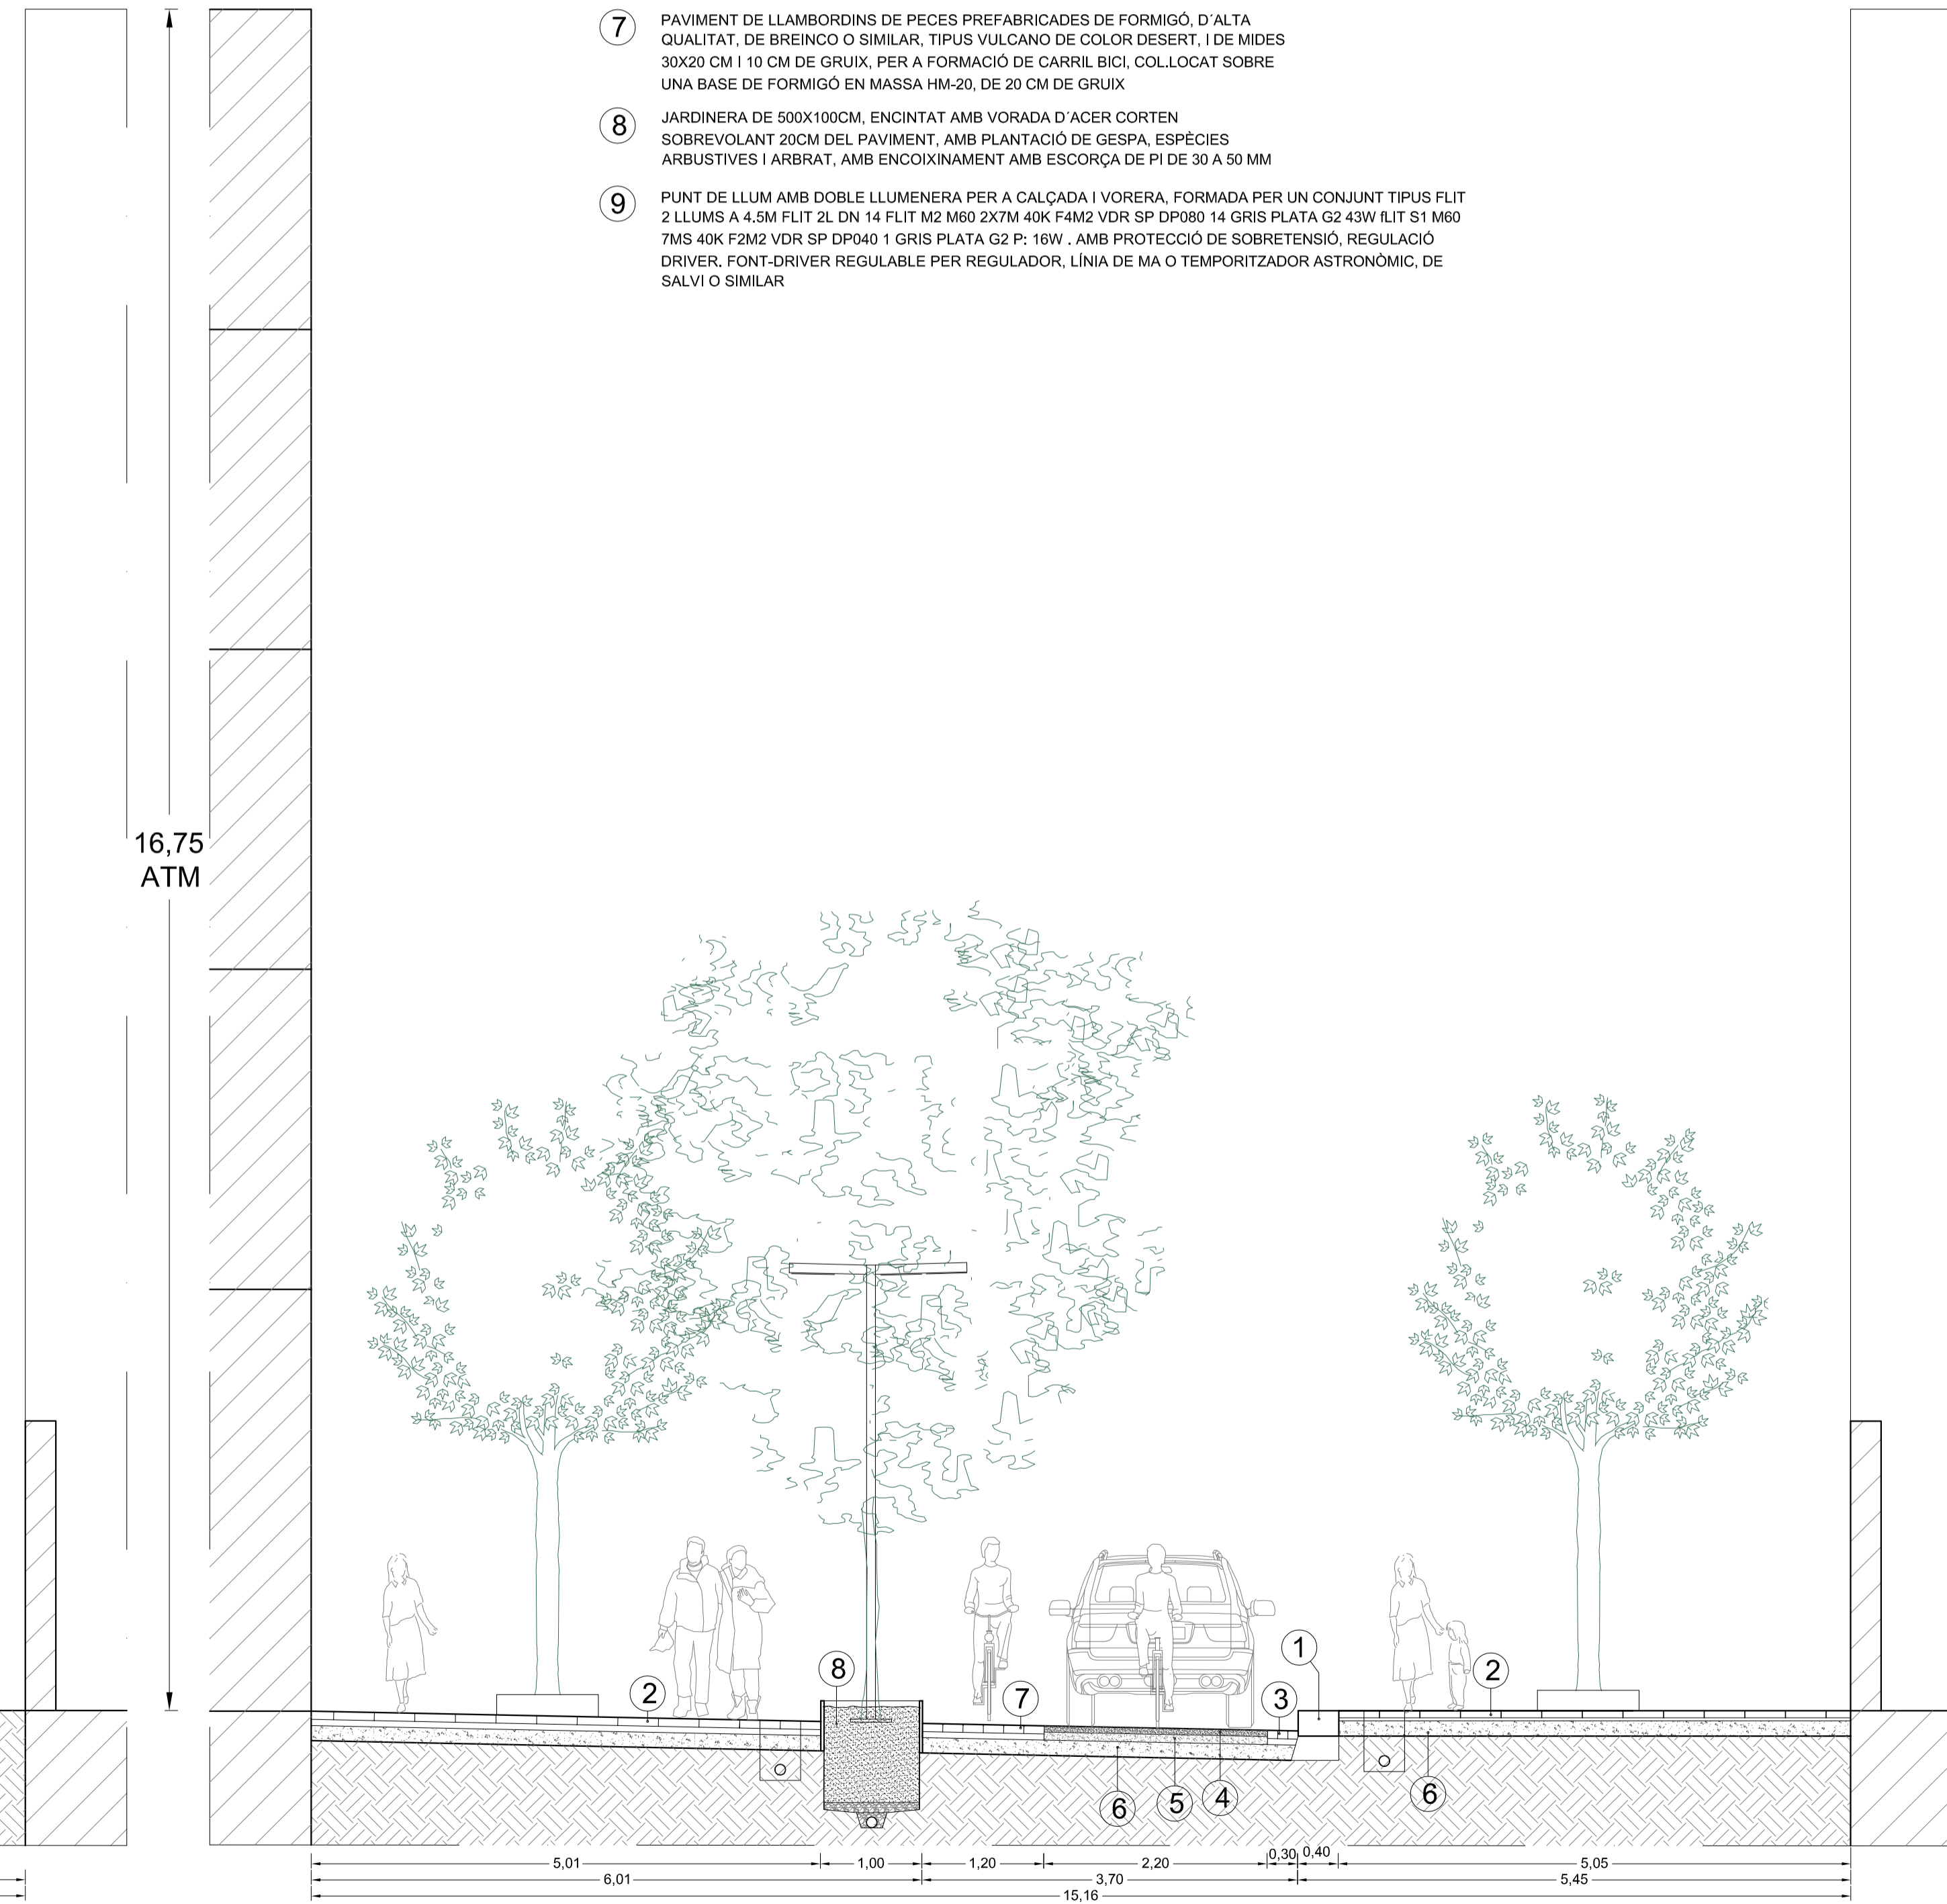 7 PAVIMENT DE LLAMBORDINS DE PECES PREFABRICADES DE FORMIGÓ, D´ALTA
QUALITAT, DE BREINCO O SIMILAR, TIPUS VULCANO DE COLOR DESERT, I DE MIDES
30X20 CM I 10 CM DE GRUIX, PER A FORMACIÓ DE CARRIL BICI, COL.LOCAT SOBRE
UNA BASE DE FORMIGÓ EN MASSA HM-20, DE 20 CM DE GRUIX
8 JARDINERA DE 500X100CM, ENCINTAT AMB VORADA D´ACER CORTEN
SOBREVOLANT 20CM DEL PAVIMENT, AMB PLANTACIÓ DE GESPA, ESPÈCIES
ARBUSTIVES I ARBRAT, AMB ENCOIXINAMENT AMB ESCORÇA DE PI DE 30 A 50 MM
9 PUNT DE LLUM AMB DOBLE LLUMENERA PER A CALÇADA I VORERA, FORMADA PER UN CONJUNT TIPUS FLIT
2 LLUMS A 4.5M FLIT 2L DN 14 FLIT M2 M60 2X7M 40K F4M2 VDR SP DP080 14 GRIS PLATA G2 43W fLIT S1 M60
7MS 40K F2M2 VDR SP DP040 1 GRIS PLATA G2 P: 16W . AMB PROTECCIÓ DE SOBRETENSIÓ, REGULACIÓ
DRIVER. FONT-DRIVER REGULABLE PER REGULADOR, LÍNIA DE MA O TEMPORITZADOR ASTRONÒMIC, DE
SALVI O SIMILAR
16,75
ATM
1
8
2
2
7
3
6
5
4
6
5,01
1,00
1,20
2,20
0,30
0,40
5,05
6,01
3,70
5,45
15,16